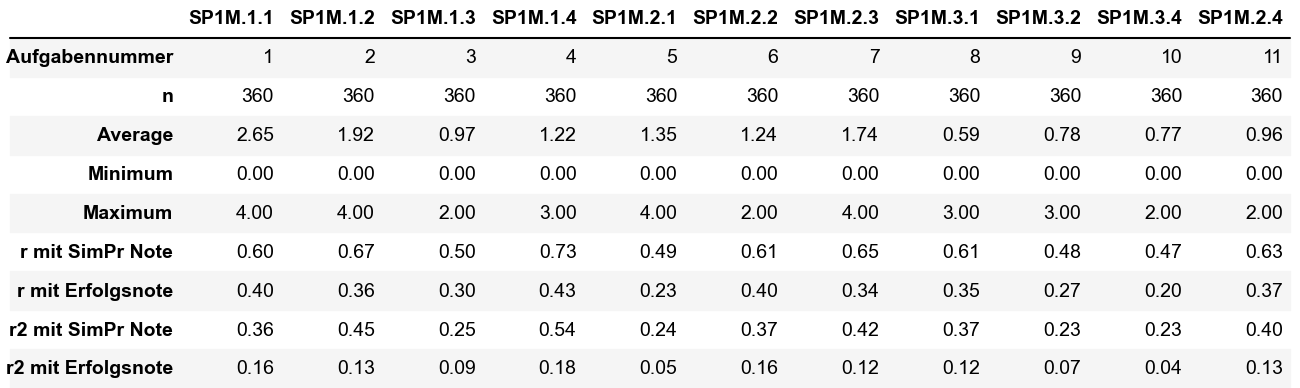 SP1M.1.1 SP1M.1.2 SP1M.1.3 SP1M.1.4 SP1M.2.1 SP1M.2.2 SP1M.2.3 SP1M.3.1 SP1M.3.2 SP1M.3.4 SP1M.2.4
Aufgabennummer 1 2 3 4 5 6 7 8 9 10 11
n 360 360 360 360 360 360 360 360 360 360 360
Average 2.65 1.92 0.97 1.22 1.35 1.24 1.74 0.59 0.78 0.77 0.96
Minimum 0.00 0.00 0.00 0.00 0.00 0.00 0.00 0.00 0.00 0.00 0.00
Maximum 4.00 4.00 2.00 3.00 4.00 2.00 4.00 3.00 3.00 2.00 2.00
r mit SimPr Note 0.60 0.67 0.50 0.73 0.49 0.61 0.65 0.61 0.48 0.47 0.63
r mit Erfolgsnote 0.40 0.36 0.30 0.43 0.23 0.40 0.34 0.35 0.27 0.20 0.37
r2 mit SimPr Note 0.36 0.45 0.25 0.54 0.24 0.37 0.42 0.37 0.23 0.23 0.40
r2 mit Erfolgsnote 0.16 0.13 0.09 0.18 0.05 0.16 0.12 0.12 0.07 0.04 0.13